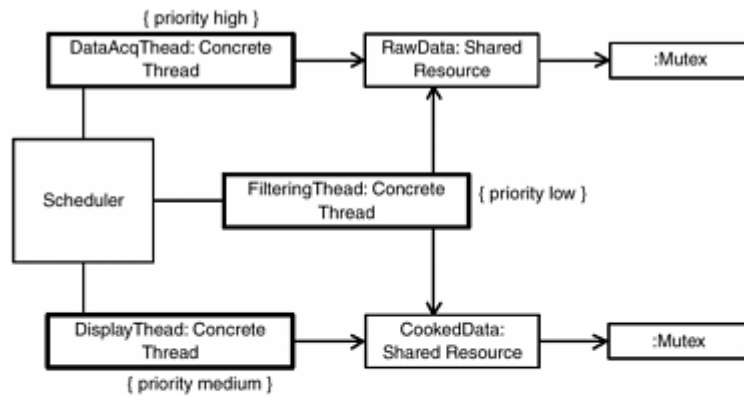 { priority high }
DataAcqThead: Concrete
Thread
RawData: Shared
Resource
:Mutex
Scheduler
FilteringThead: Concrete
Thread
{ priority low }
DisplayThead: Concrete
Thread
CookedData:
Shared Resource
:Mutex
{ priority medium }